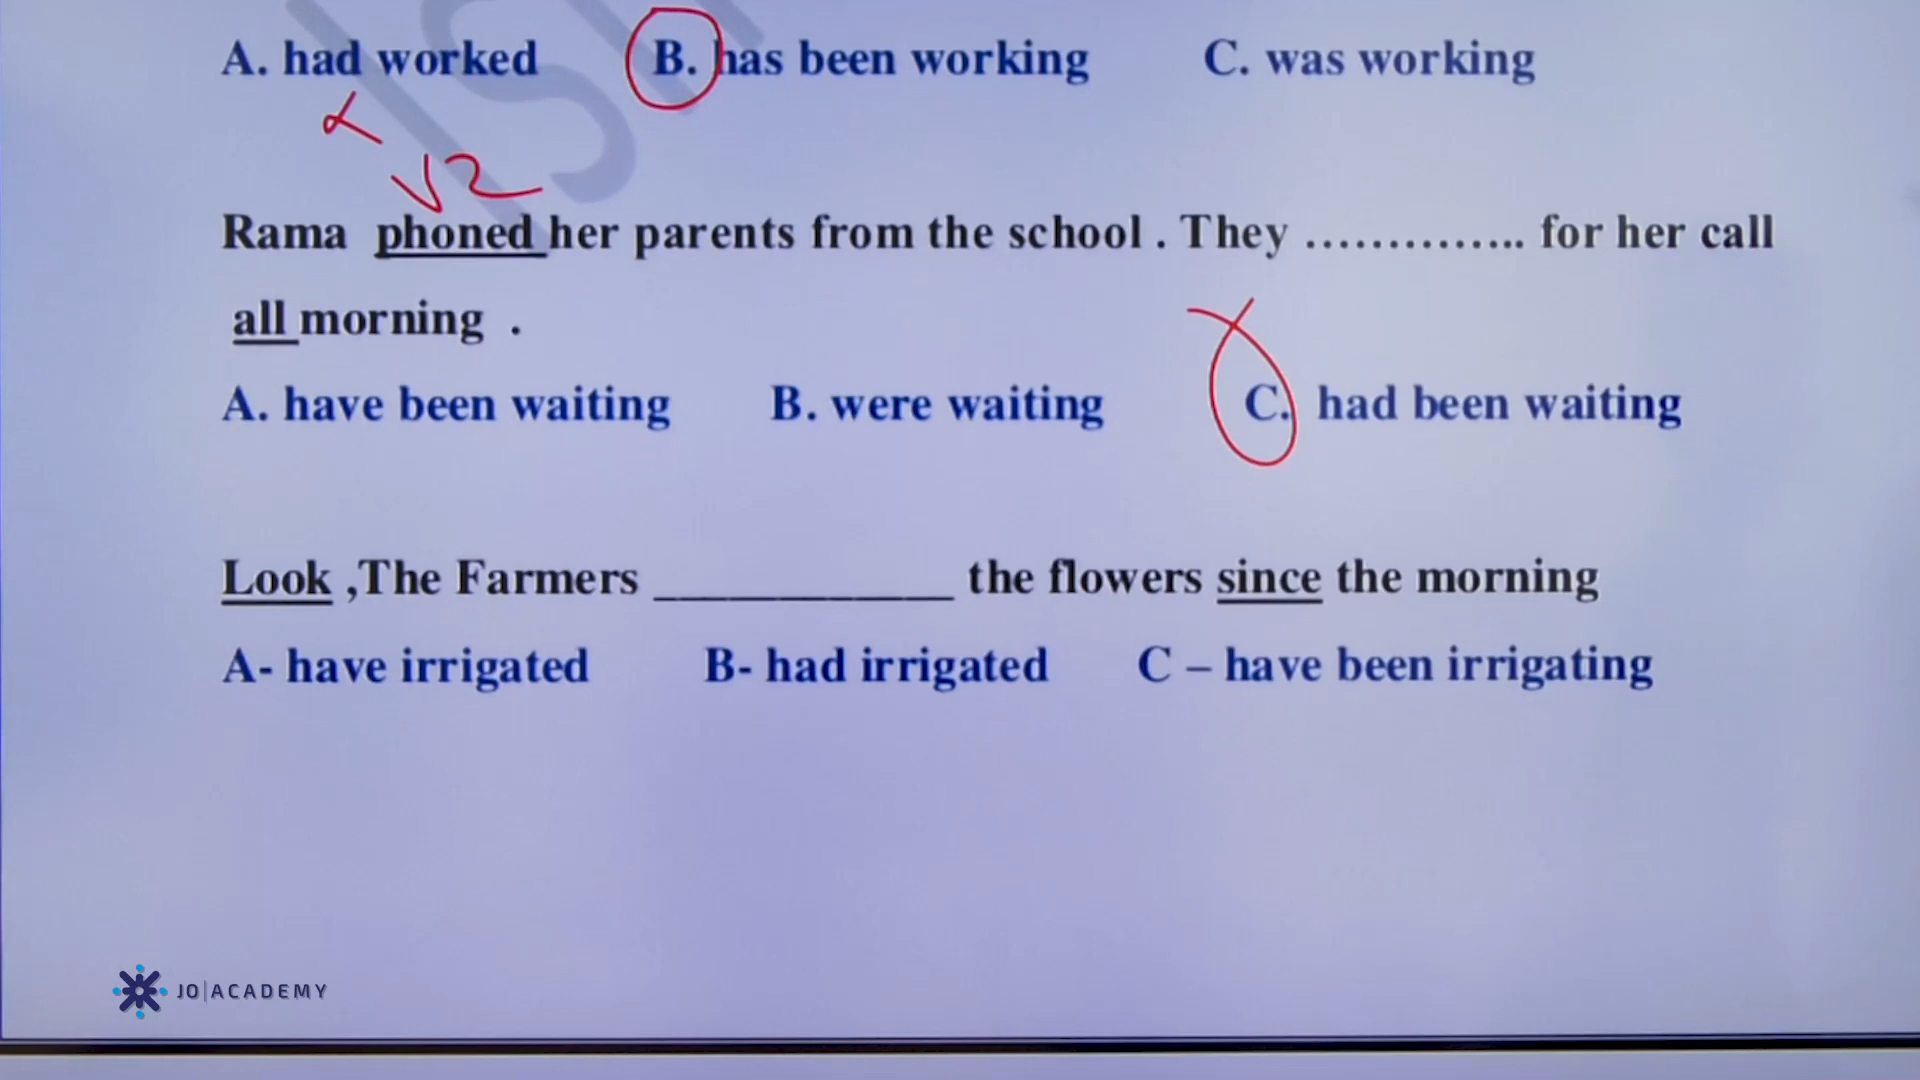 A. had worked B. has been working C. was working
V2
Rama phoned her parents from the school . They .............. for her call
all morning .
A. have been waiting B. were waiting C. had been waiting
Look ,The Farmers ____________ the flowers since the morning
A- have irrigated B- had irrigated C – have been irrigating
JO|ACADEMY